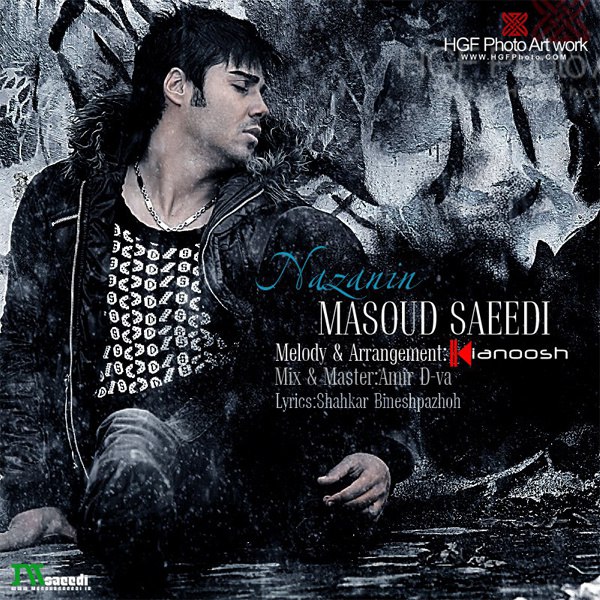 HGF Photo Art work
WWW.HGFPhoto.COM
Nazanin
MASOUD SAEEDI
Melody & Arrangement:Kianoosh
Mix & Master:Amir D-va
Lyrics:Shahkar Bineshpazhoh
M saeedi